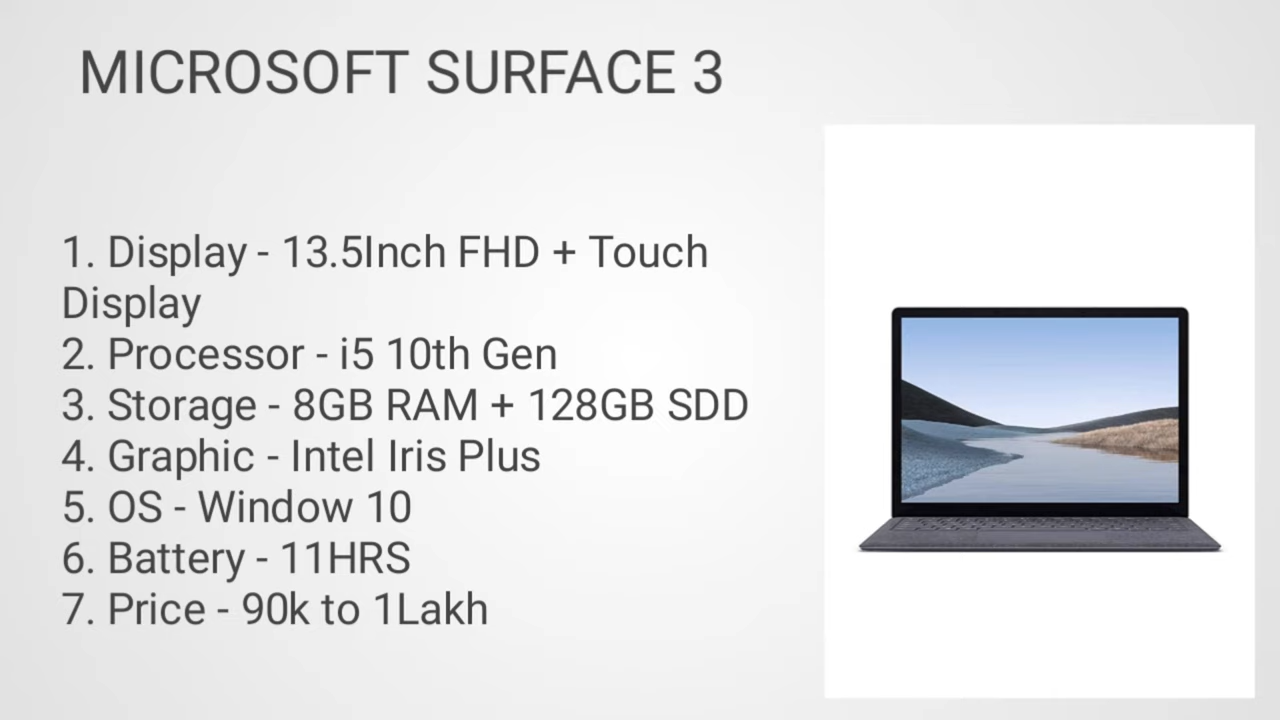 MICROSOFT SURFACE 3
1. Display - 13.5Inch FHD + Touch
Display
2. Processor - i5 10th Gen
3. Storage - 8GB RAM + 128GB SDD
4. Graphic - Intel Iris Plus
5. OS - Window 10
6. Battery - 11HRS
7. Price - 90k to 1Lakh